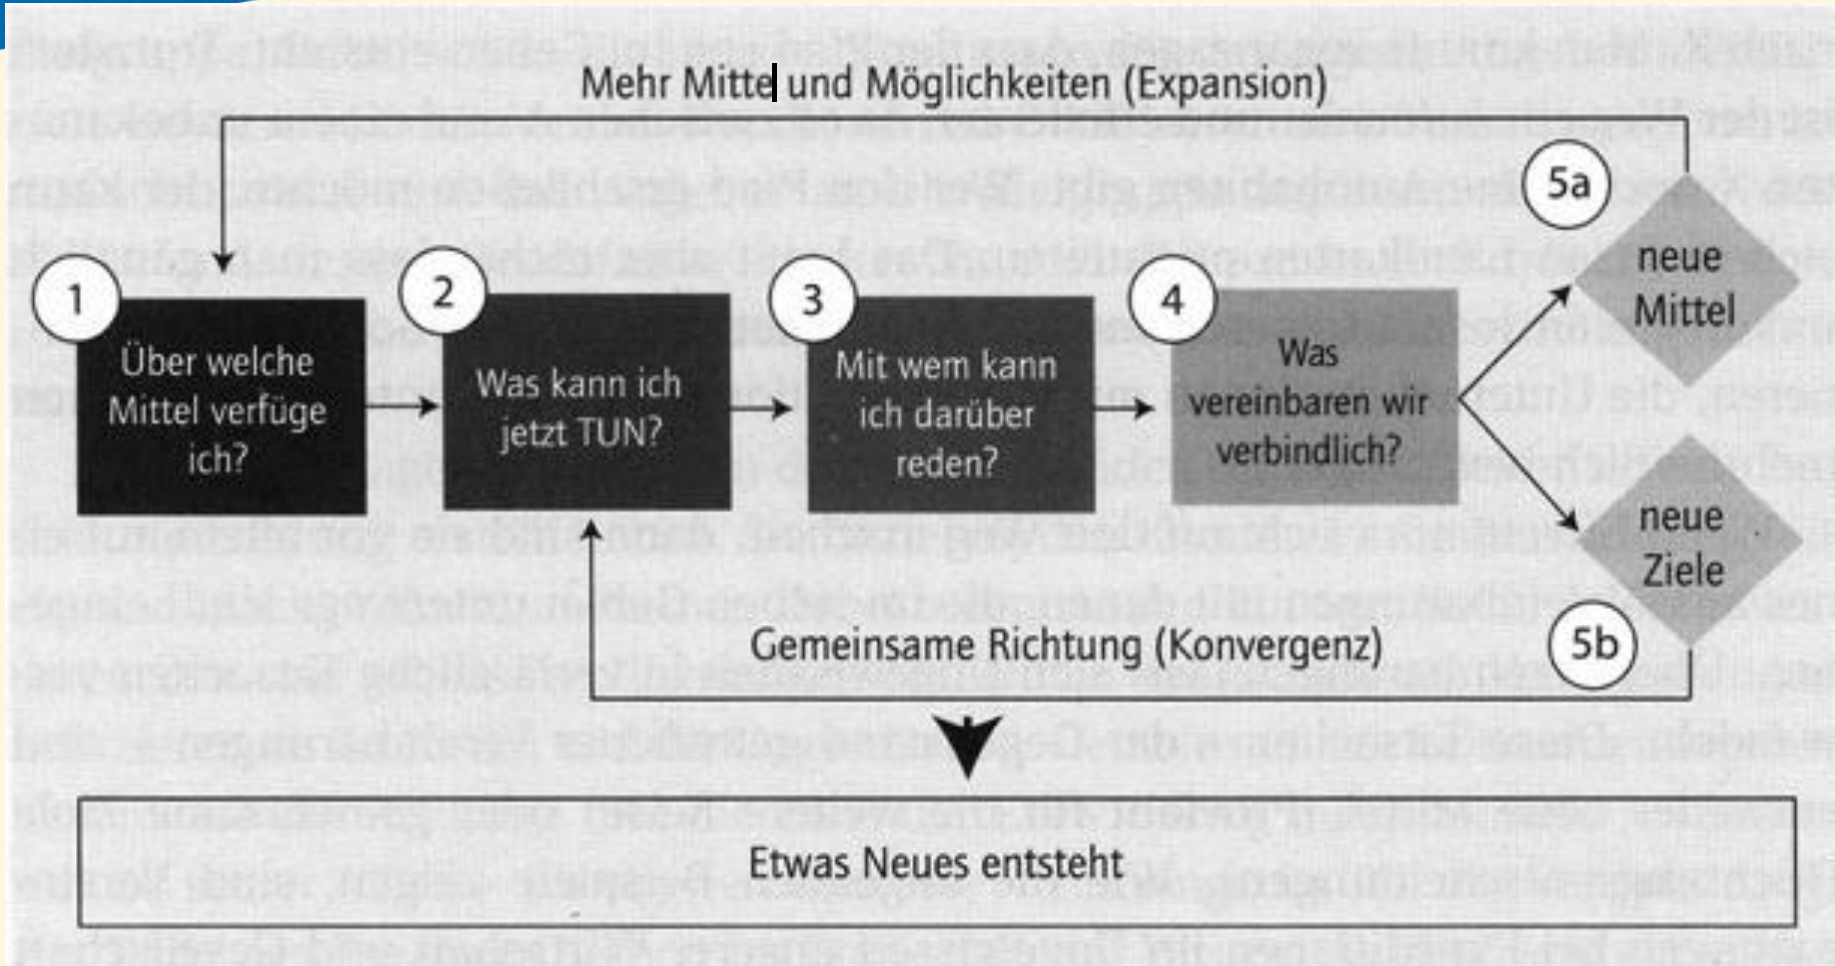 Mehr Mittel und Möglichkeiten (Expansion)
5a
neue
Mittel
1
Über welche
Mittel verfüge
ich?
2
Was kann ich
jetzt TUN?
3
Mit wem kann
ich darüber
reden?
4
Was
vereinbaren wir
verbindlich?
neue
Ziele
5b
Gemeinsame Richtung (Konvergenz)
Etwas Neues entsteht